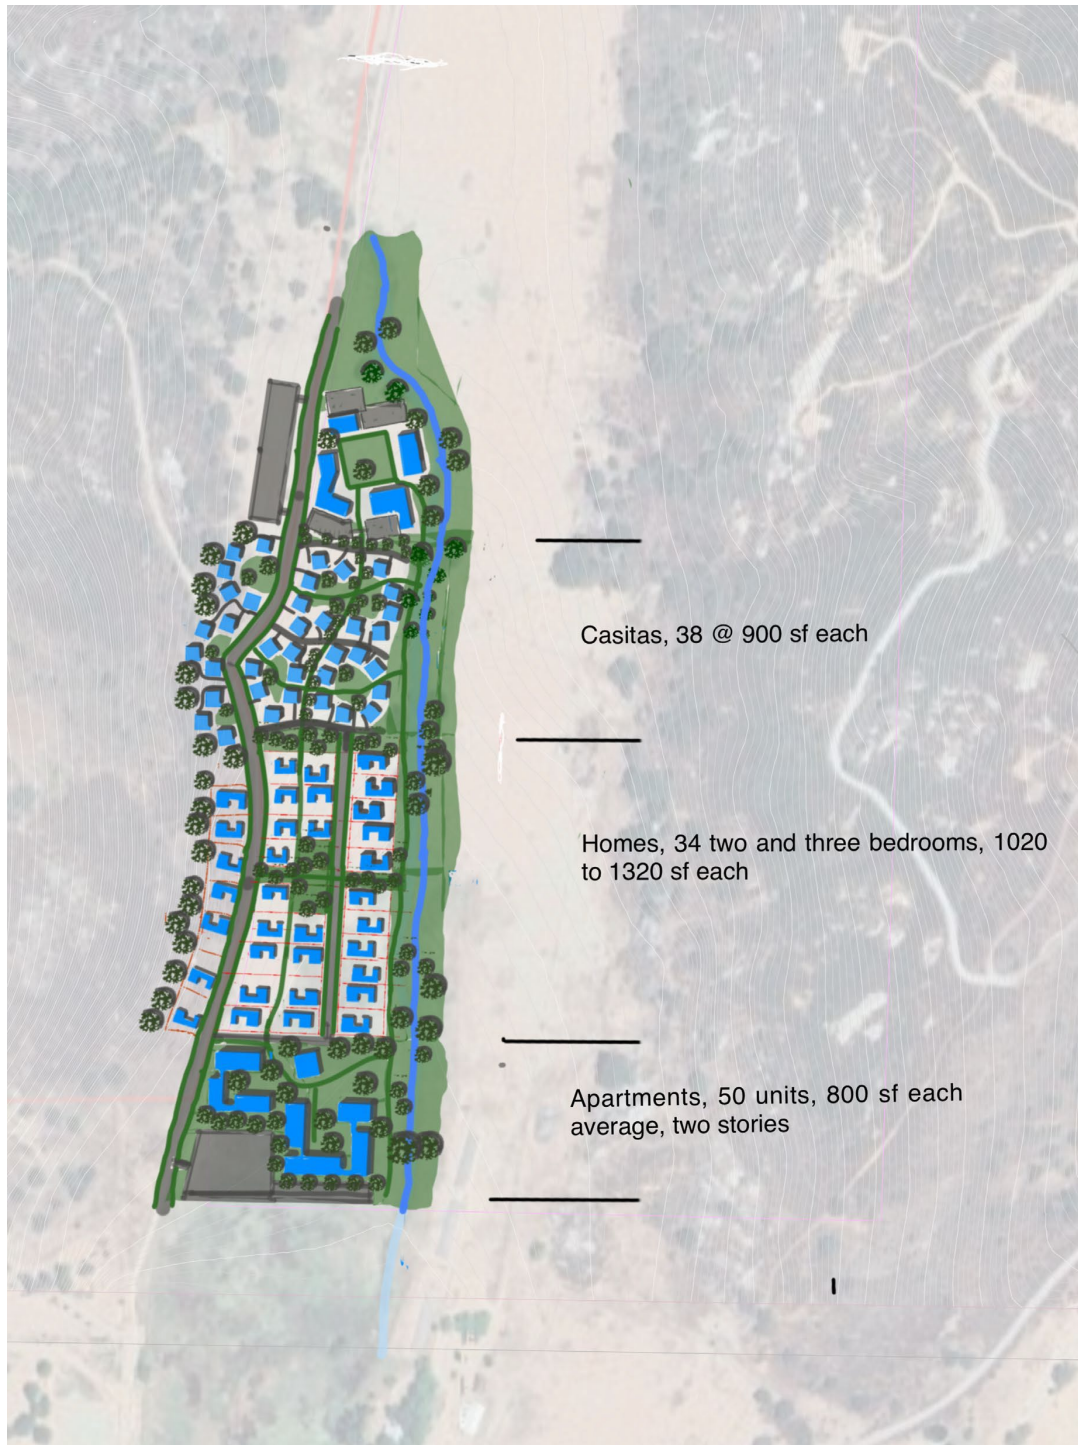 Casitas, 38 @ 900 sf each
Homes, 34 two and three bedrooms, 1020
to 1320 sf each
Apartments, 50 units, 800 sf each
average, two stories